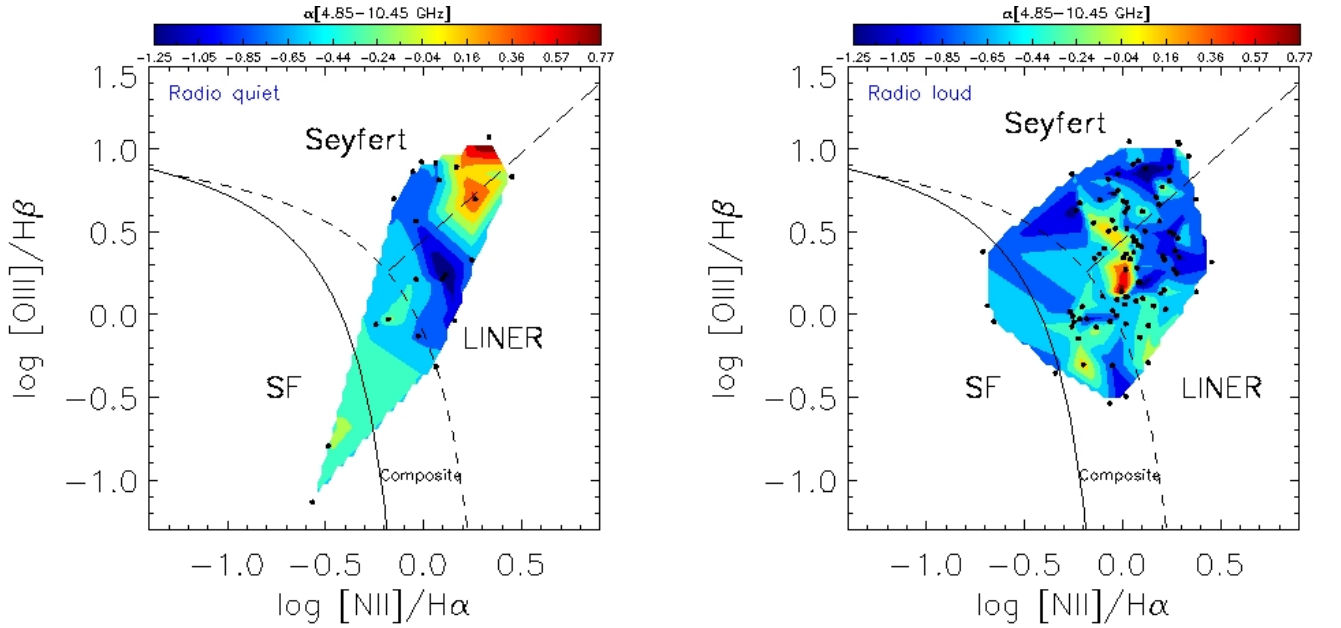 α[4.85−10.45 GHz]
−1.25 −1.05 −0.85 −0.65 −0.44 −0.24 −0.04 0.16 0.36 0.57 0.77
Radio quiet
Seyfert
LINER
SF
Composite
1.5
1.0
0.5
0.0
−0.5
−1.0
log [OIII]/Hβ
−1.0 −0.5 0.0 0.5
log [NII]/Hα
α[4.85−10.45 GHz]
−1.25 −1.05 −0.85 −0.65 −0.44 −0.24 −0.04 0.16 0.36 0.57 0.77
Radio loud
Seyfert
SF
LINER
Composite
1.5
1.0
0.5
0.0
−0.5
−1.0
log [OIII]/Hβ
−1.0 −0.5 0.0 0.5
log [NII]/Hα